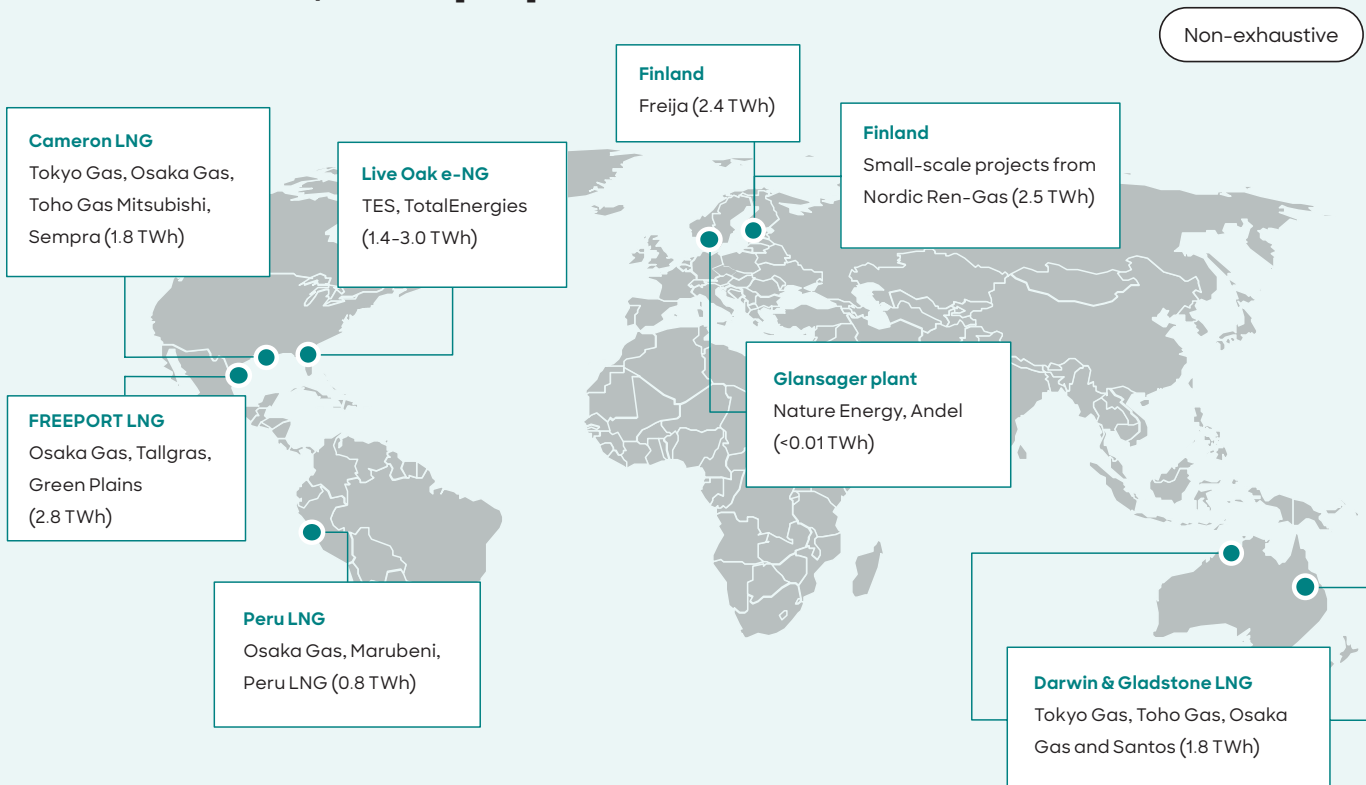 Non-exhaustive
Finland
Freija (2.4 TWh)
Finland
Small-scale projects from
Nordic Ren-Gas (2.5 TWh)
Cameron LNG
Tokyo Gas, Osaka Gas,
Toho Gas Mitsubishi,
Sempra (1.8 TWh)
Live Oak e-NG
TES, TotalEnergies
(1.4-3.0 TWh)
Glansager plant
Nature Energy, Andel
(<0.01 TWh)
FREEPORT LNG
Osaka Gas, Tallgras,
Green Plains
(2.8 TWh)
Peru LNG
Osaka Gas, Marubeni,
Peru LNG (0.8 TWh)
Darwin & Gladstone LNG
Tokyo Gas, Toho Gas, Osaka
Gas and Santos (1.8 TWh)